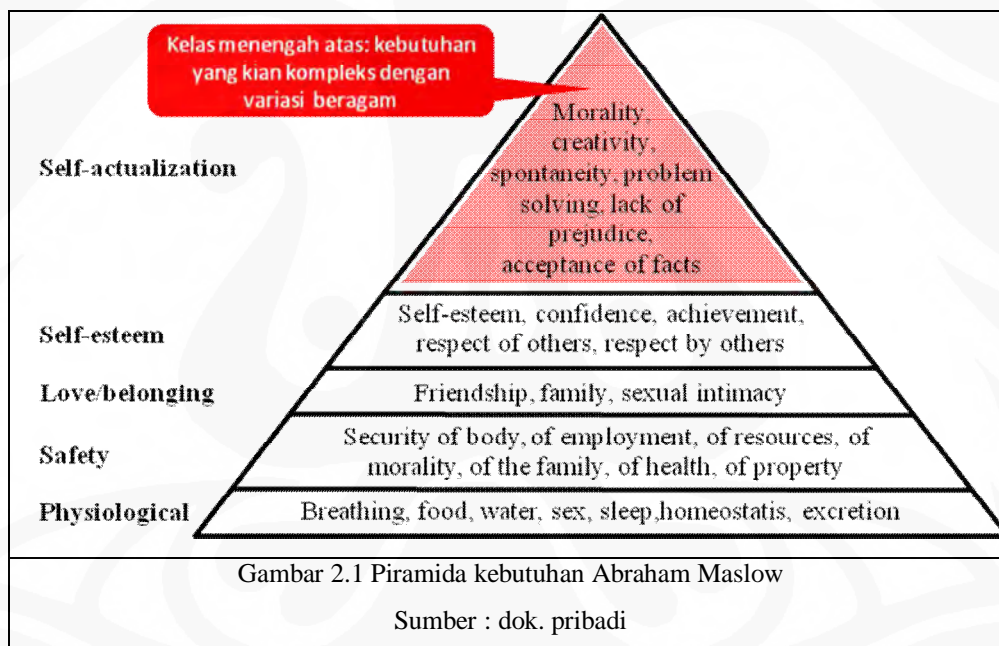 Kelas menengah atas: kebutuhan
yang kian kompleks dengan
variasi beragam
Self-actualization
Morality,
creativity,
spontaneity, problem
solving, lack of
prejudice,
acceptance of facts
Self-esteem
Self-esteem, confidence, achievement,
respect of others, respect by others
Love/belonging
Friendship, family, sexual intimacy
Safety
Security of body, of employment, of resources, of
morality, of the family, of health, of property
Physiological
Breathing, food, water, sex, sleep,homeostatis, excretion
Gambar 2.1 Piramida kebutuhan Abraham Maslow
Sumber : dok. pribadi